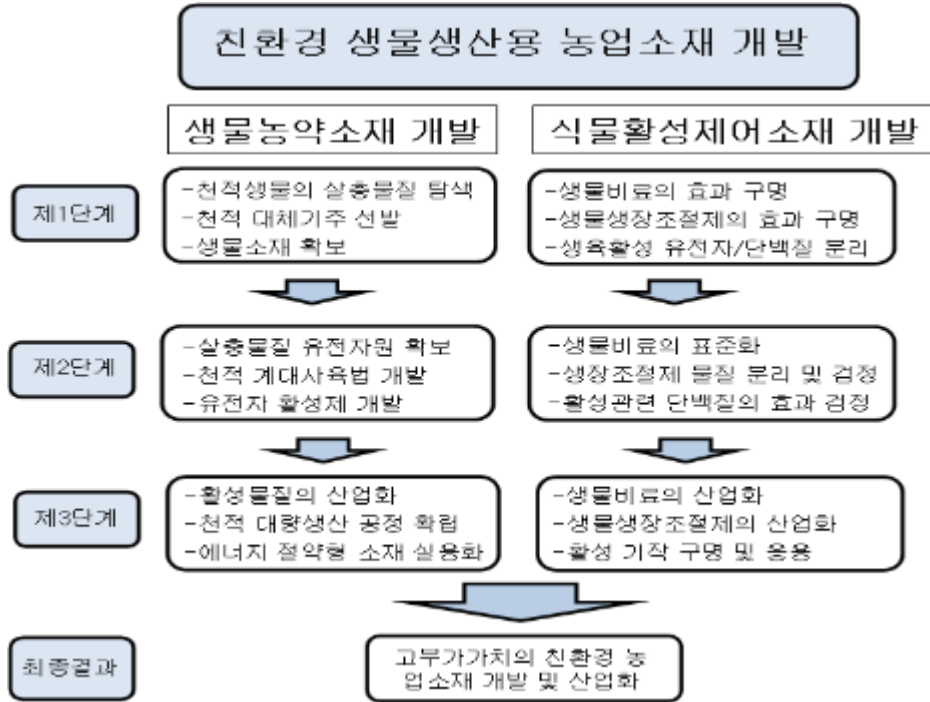 친환경 생물생산용 농업소재 개발
생물농약소재 개발
식물활성제어소재 개발
제1단계
-천적생물의 살충물질 탐색
-천적 대체기주 선발
-생물소재 확보
-생물비료의 효과 구명
-생물생장조절제의 효과 구명
-생육활성 유전자/단백질 분리
제2단계
-살충물질 유전자원 확보
-천적 계대사육법 개발
-유전자 활성제 개발
-생물비료의 표준화
-생장조절제 물질 분리 및 검정
-활성관련 단백질의 효과 검정
제3단계
-활성물질의 산업화
-천적 대량생산 공정 확립
-에너지 절약형 소재 실용화
-생물비료의 산업화
-생물생장조절제의 산업화
-활성 기작 구명 및 응용
최종결과
고부가가치의 친환경 농
업소재 개발 및 산업화